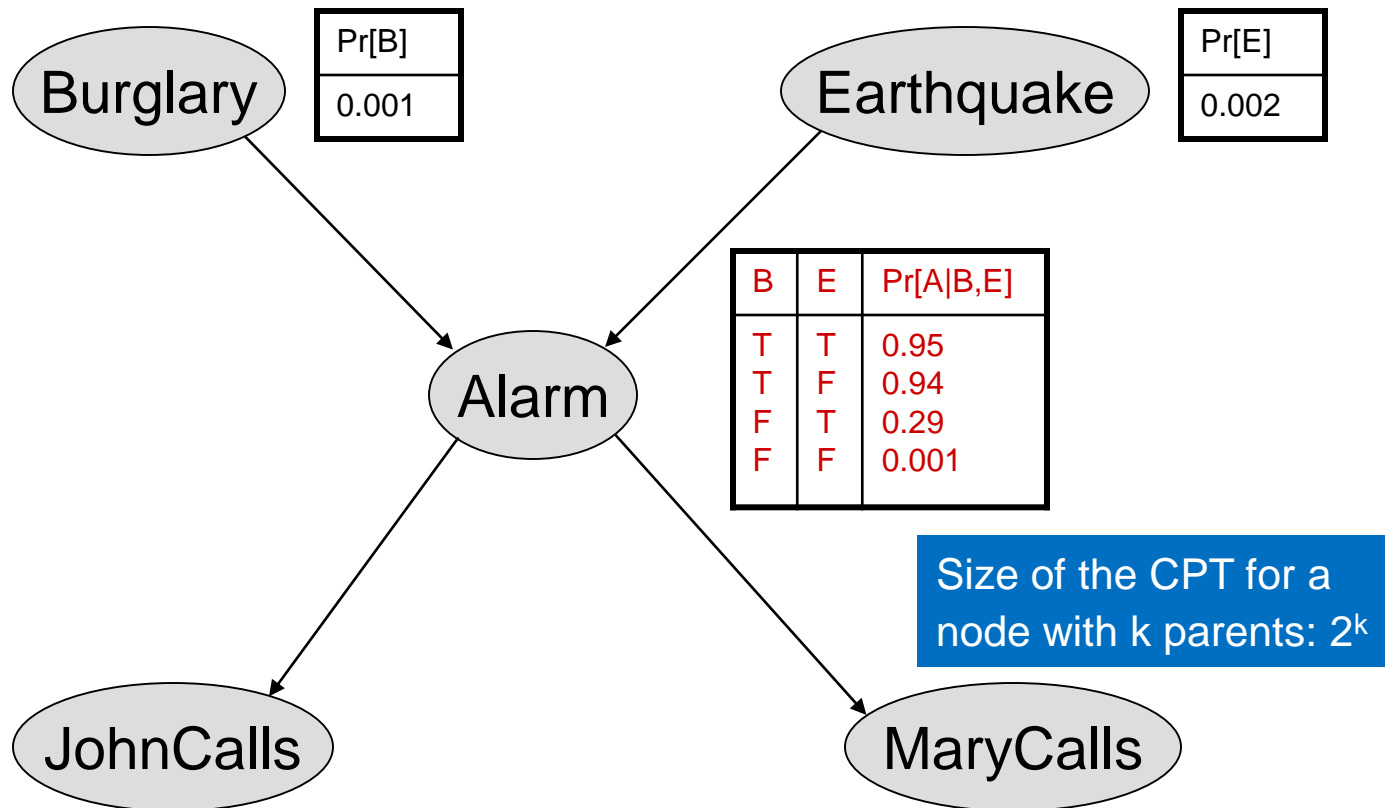 Burglary
Pr[B]
0.001
Earthquake
Pr[E]
0.002
Alarm
B E Pr[A|B,E]
T T 0.95
T F 0.94
F T 0.29
F F 0.001
Size of the CPT for a
node with k parents: 2ᵏ
JohnCalls
MaryCalls